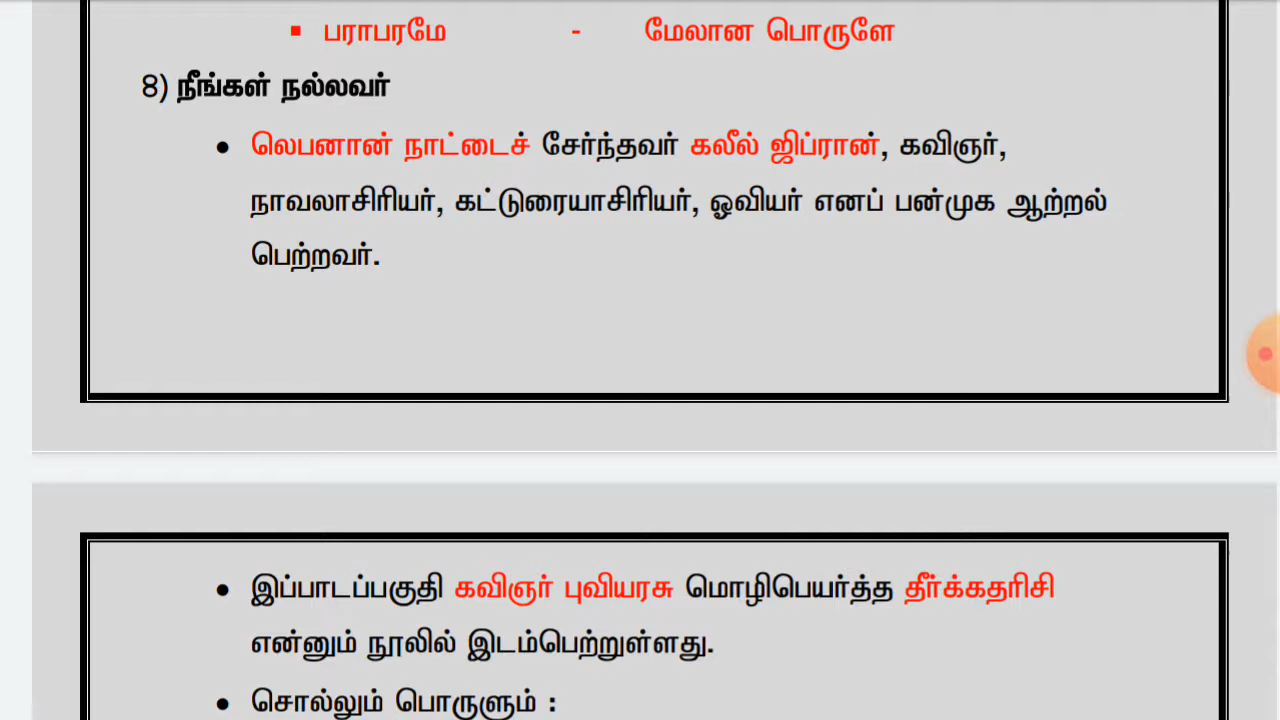 ▪ பராபரமே - மேலான பொருளே
8) நீங்கள் நல்லவர்
● லெபனான் நாட்டைச் சேர்ந்தவர் கலீல் ஜிப்ரான், கவிஞர்,
நாவலாசிரியர், கட்டுரையாசிரியர், ஓவியர் எனப் பன்முக ஆற்றல்
பெற்றவர்.
● இப்பாடப்பகுதி கவிஞர் புவியரசு மொழிபெயர்த்த தீர்க்கதரிசி
என்னும் நூலில் இடம்பெற்றுள்ளது.
● சொல்லும் பொருளும் :